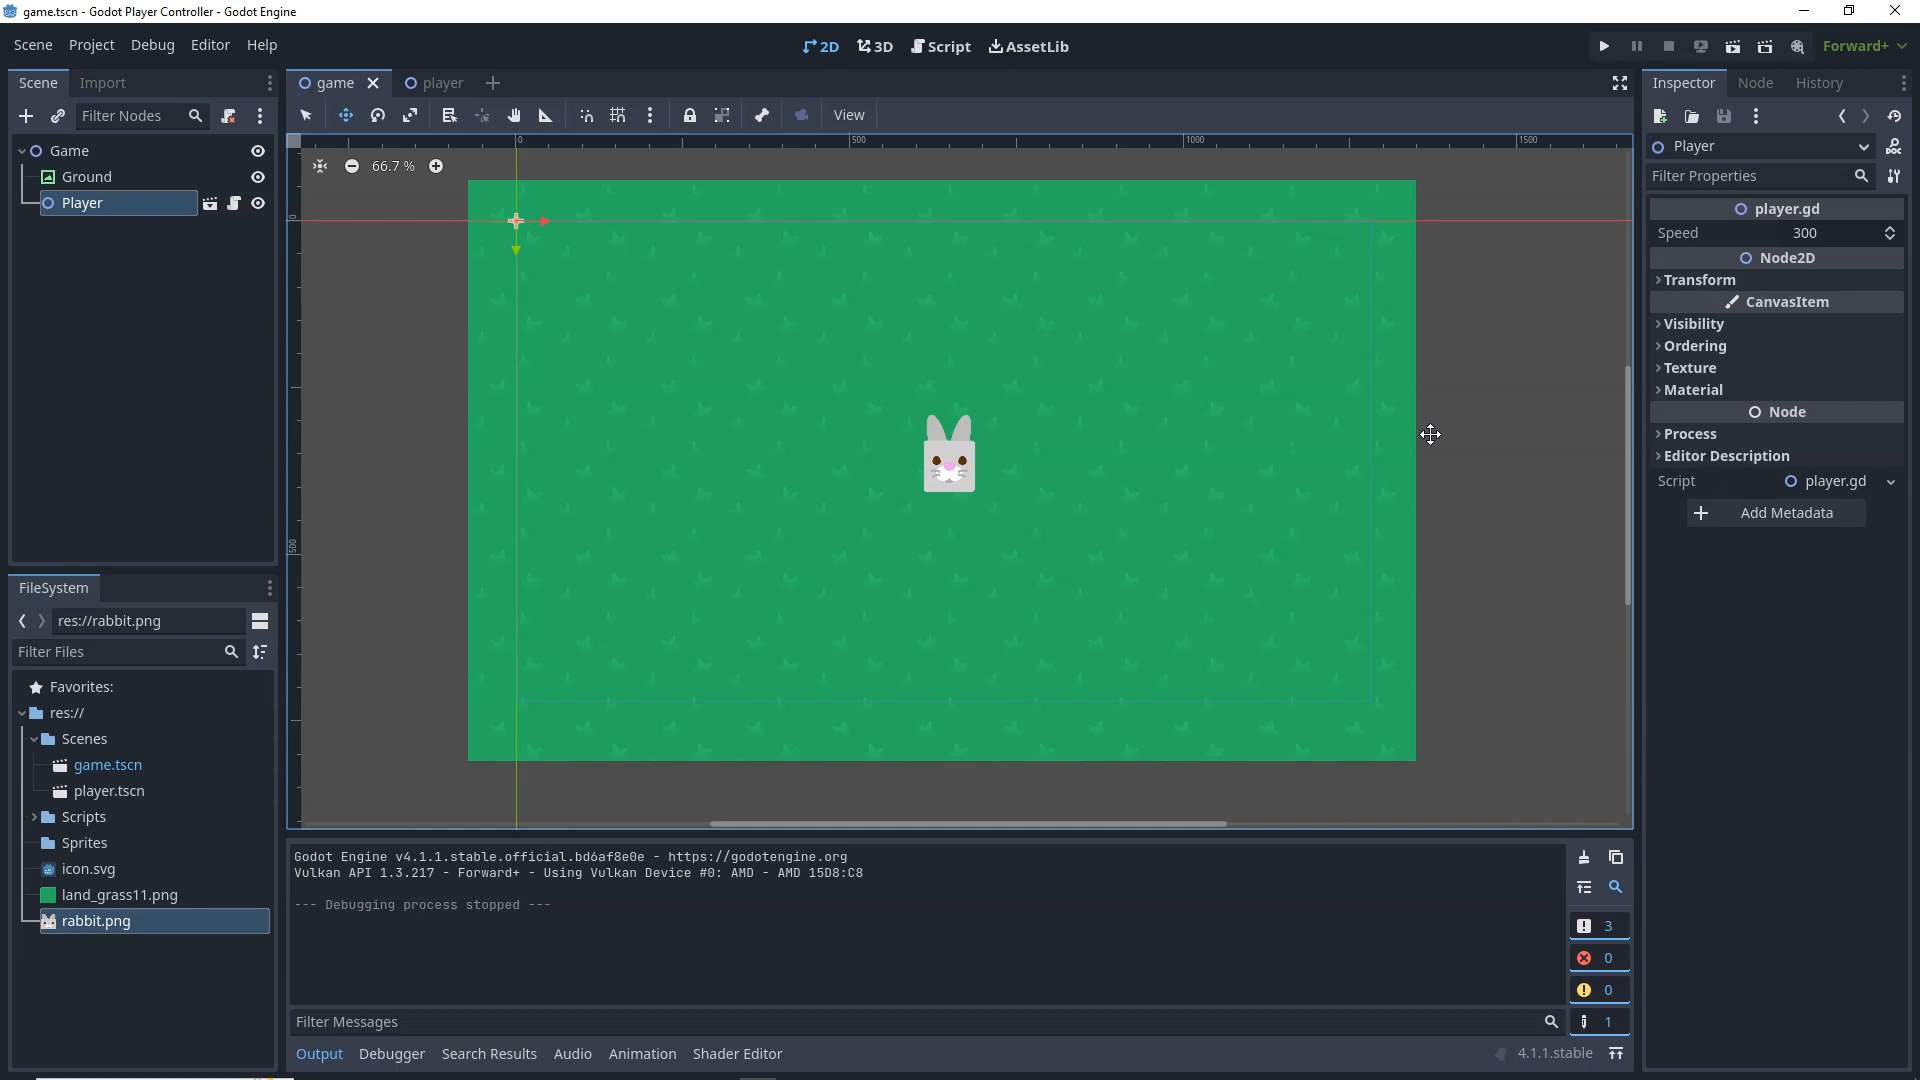 game.tscn - Godot Player Controller - Godot Engine
Scene Project Debug Editor Help
2D 3D Script AssetLib
Forward+
Scene Import
game player
Inspector Node History
Filter Nodes
View
Game
Ground
Player
66.7 %
0 500 1000 1500
0
500
Player
Filter Properties
player.gd
Speed 300
Node2D
Transform
CanvasItem
Visibility
Ordering
Texture
Material
Node
Process
Editor Description
Script player.gd
Add Metadata
FileSystem
res://rabbit.png
Filter Files
Favorites:
res://
Scenes
game.tscn
player.tscn
Scripts
Sprites
icon.svg
land_grass11.png
rabbit.png
Godot Engine v4.1.1.stable.official.bd6af8e0e - https://godotengine.org
Vulkan API 1.3.217 - Forward+ - Using Vulkan Device #0: AMD - AMD 15D8:C8
--- Debugging process stopped ---
3
0
0
1
Filter Messages
Output Debugger Search Results Audio Animation Shader Editor
4.1.1.stable